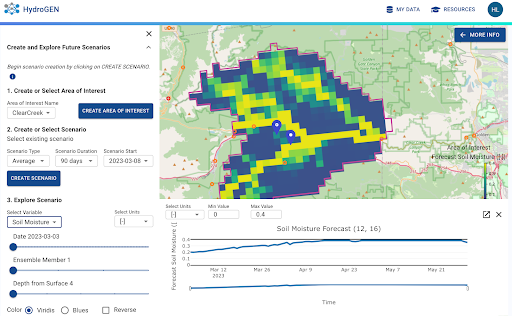 HydroGEN
MY DATA
RESOURCES
HL
Create and Explore Future Scenarios
Begin scenario creation by clicking on CREATE SCENARIO
1. Create or Select Area of Interest
Area of Interest Name
ClearCreek
CREATE AREA OF INTEREST
2. Create or Select Scenario
Select existing scenario
Scenario Type
Scenario Duration
Scenario Start
Average
90 days
2023-03-08
CREATE SCENARIO
3. Explore Scenario
Select Variable
Select Units
Soil Moisture
[-]
Date 2023-03-03
Ensemble Member 1
Depth from Surface 4
Color
Viridis
Blues
Reverse
MORE INFO
Area of Interest
Forecast Soil Moisture [-]
Select Units
Min Value
Max Value
[-]
0
0.4
Soil Moisture Forecast (12, 16)
Forecast Soil Moisture [
0.4
0.3
0.2
0.1
0
Mar 12
2023
Mar 26
Apr 9
Apr 23
May 7
May 21
Time